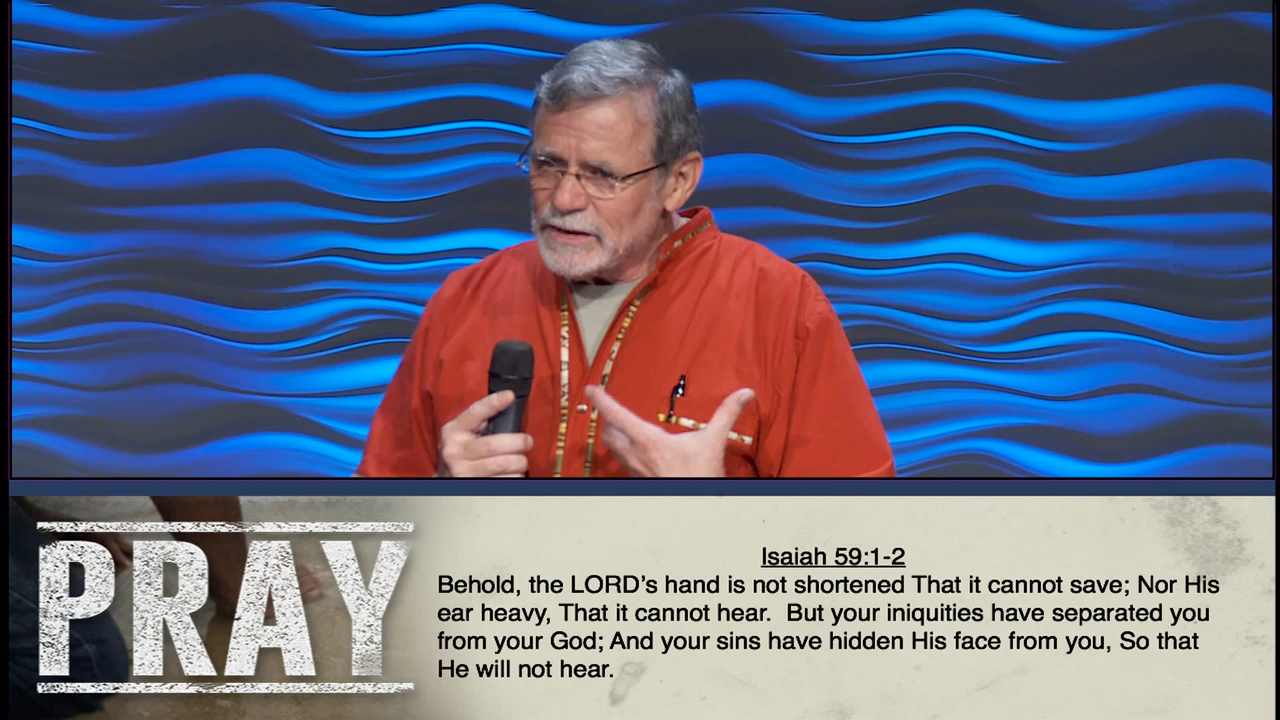 PRAY
Isaiah 59:1-2
Behold, the LORD’s hand is not shortened That it cannot save; Nor His
ear heavy, That it cannot hear.  But your iniquities have separated you
from your God; And your sins have hidden His face from you, So that
He will not hear.